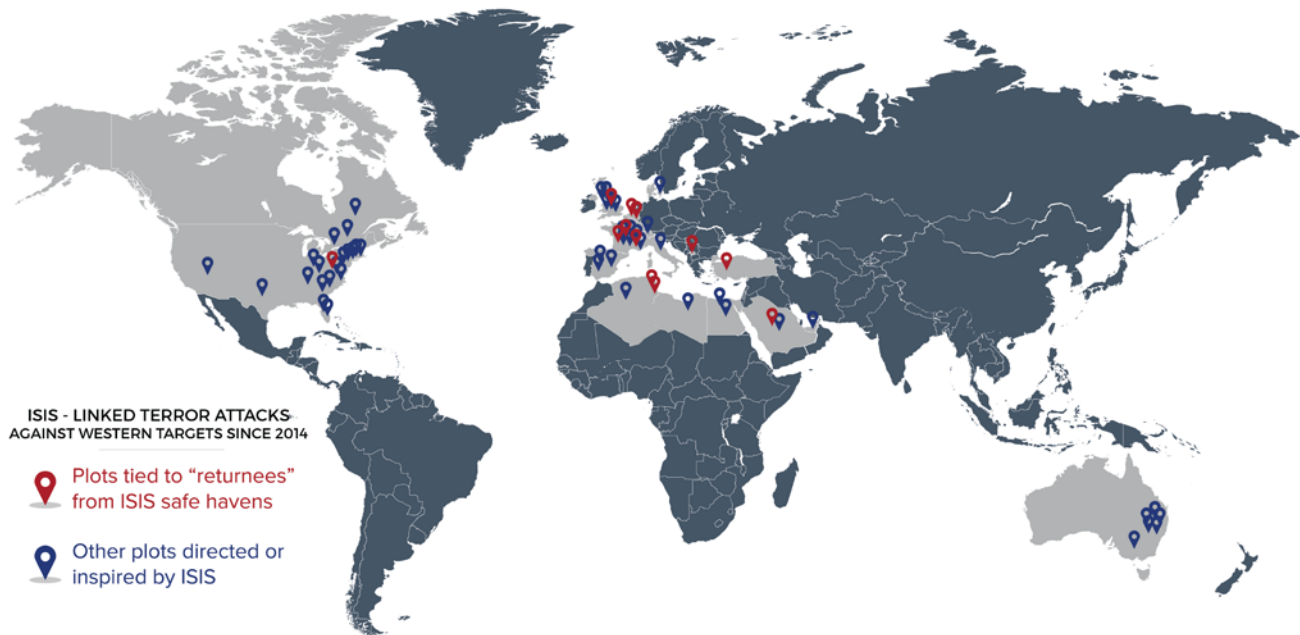 ISIS - LINKED TERROR ATTACKS
AGAINST WESTERN TARGETS SINCE 2014
Plots tied to “returnees”
from ISIS safe havens
Other plots directed or
inspired by ISIS